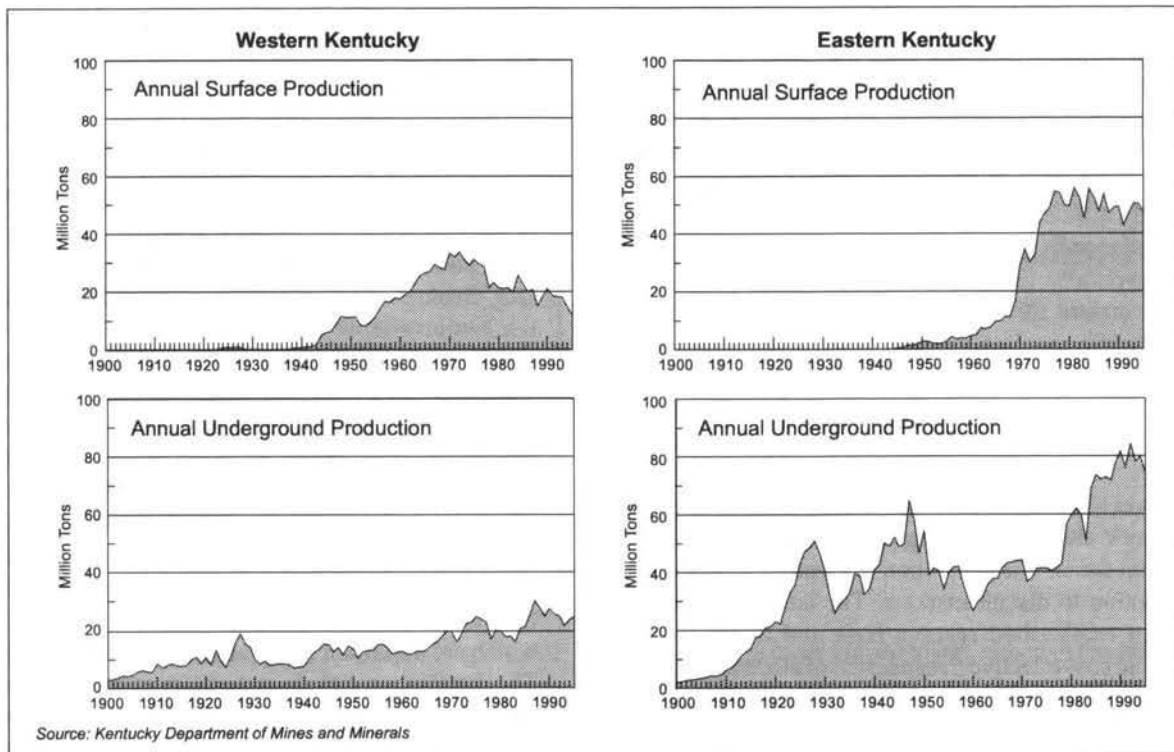 Western Kentucky
Annual Surface Production
Million Tons
100
80
60
40
20
0
1900 1910 1920 1930 1940 1950 1960 1970 1980 1990
Eastern Kentucky
Annual Surface Production
Million Tons
100
80
60
40
20
0
1900 1910 1920 1930 1940 1950 1960 1970 1980 1990
Annual Underground Production
Million Tons
100
80
60
40
20
0
1900 1910 1920 1930 1940 1950 1960 1970 1980 1990
Annual Underground Production
Million Tons
100
80
60
40
20
0
1900 1910 1920 1930 1940 1950 1960 1970 1980 1990
Source: Kentucky Department of Mines and Minerals